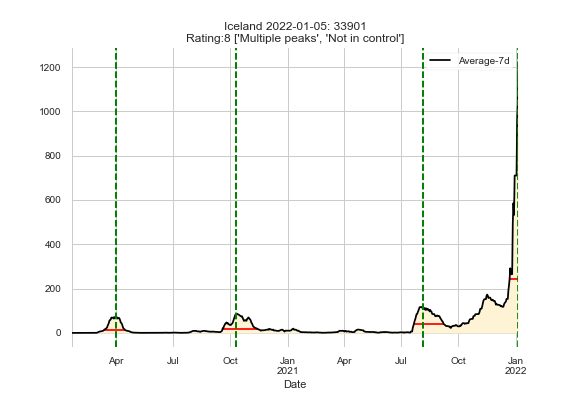 Iceland 2022-01-05: 33901
Rating:8 ['Multiple peaks', 'Not in control']
Average-7d
1200
1000
800
600
400
200
0
Apr Jul Oct Jan Apr Jul Oct Jan
2021 2022
Date